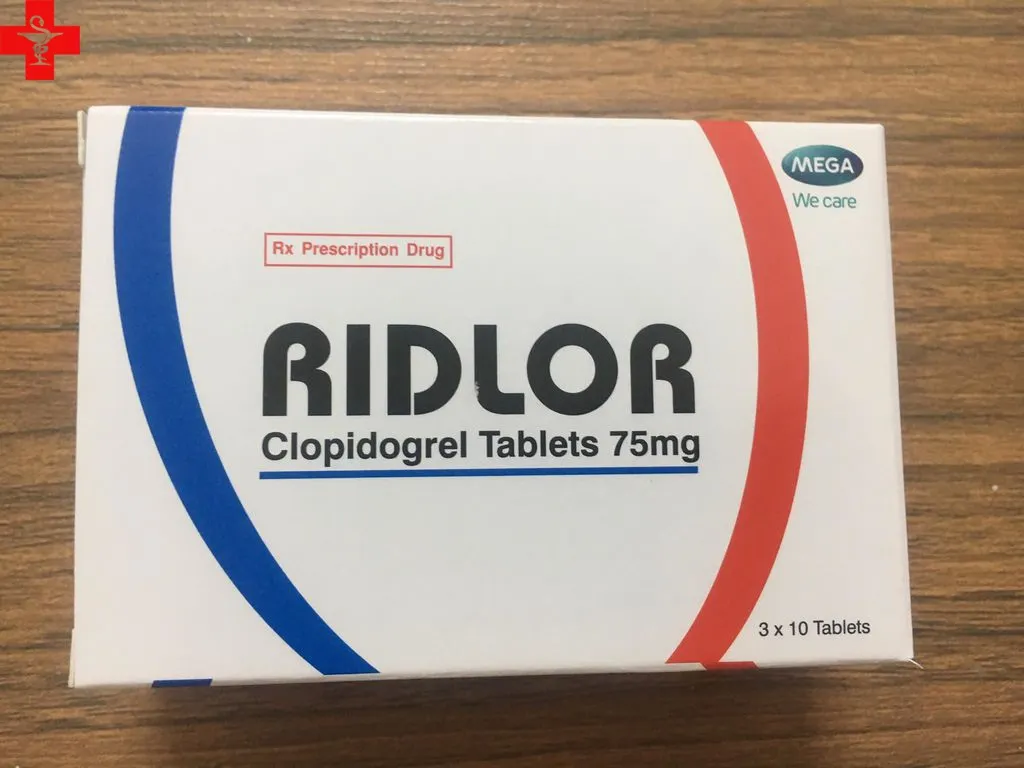 MEGA
We care
Rx Prescription Drug
RIDLOR
Clopidogrel Tablets 75mg
3 x 10 Tablets